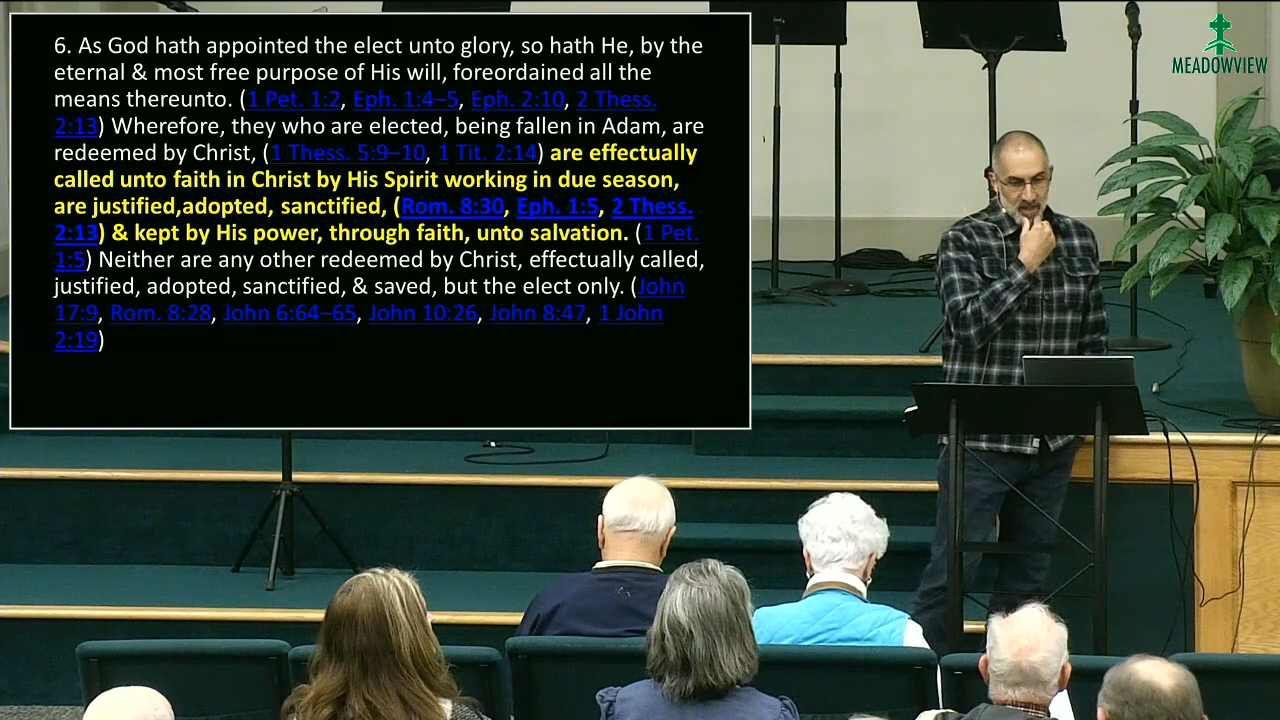 6. As God hath appointed the elect unto glory, so hath He, by the
eternal & most free purpose of His will, foreordained all the
means thereunto. (1 Pet. 1:2, Eph. 1:4–5, Eph. 2:10, 2 Thess.
2:13) Wherefore, they who are elected, being fallen in Adam, are
redeemed by Christ, (1 Thess. 5:9–10, 1 Tit. 2:14) are effectually
called unto faith in Christ by His Spirit working in due season,
are justified,adopted, sanctified, (Rom. 8:30, Eph. 1:5, 2 Thess.
2:13) & kept by His power, through faith, unto salvation. (1 Pet.
1:5) Neither are any other redeemed by Christ, effectually called,
justified, adopted, sanctified, & saved, but the elect only. (John
17:9, Rom. 8:28, John 6:64–65, John 10:26, John 8:47, 1 John
2:19)
MEADOWVIEW